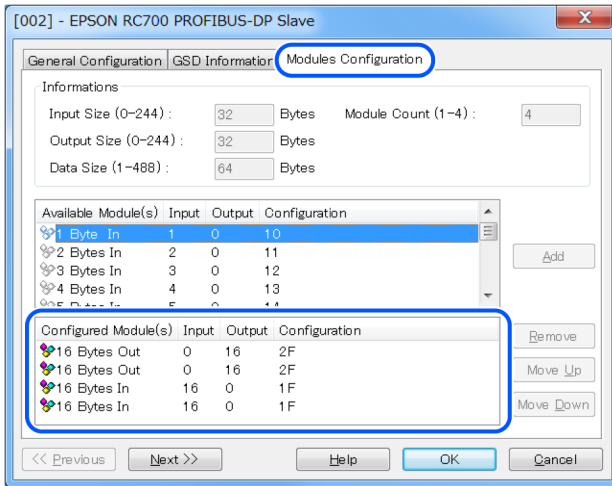 [002] - EPSON RC700 PROFIBUS-DP Slave
General Configuration GSD Information Modules Configuration
Informations
Input Size (0-244) : 32 Bytes Module Count (1-4) : 4
Output Size (0-244) : 32 Bytes
Data Size (1-488) : 64 Bytes
Available Module(s) Input Output Configuration
1 Byte In 1 0 10
2 Bytes In 2 0 11
3 Bytes In 3 0 12
4 Bytes In 4 0 13
Add
Configured Module(s) Input Output Configuration
16 Bytes Out 0 16 2F
16 Bytes Out 0 16 2F
16 Bytes In 16 0 1F
16 Bytes In 16 0 1F
Remove
Move Up
Move Down
<< Previous Next >> Help OK Cancel